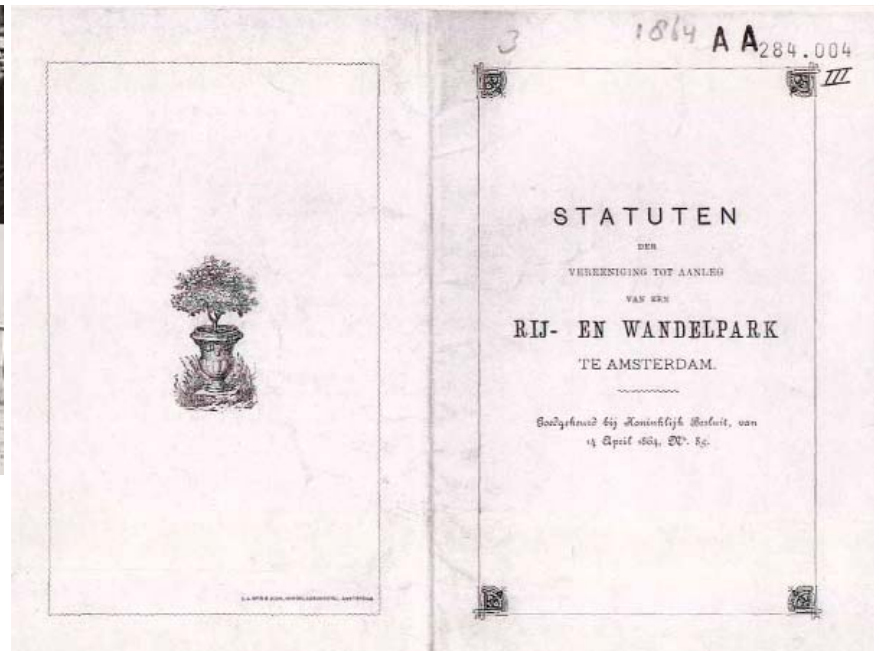 3
1864 AA 284.004
III
STATUTEN
DER
VEREENIGING TOT AANLEG
VAN EEN
RIJ- EN WANDELPARK
TE AMSTERDAM.
Goedgekeurd bij Koninklijk Besluit, van
14 April 1864, Nº. 85.
AMSTERDAM